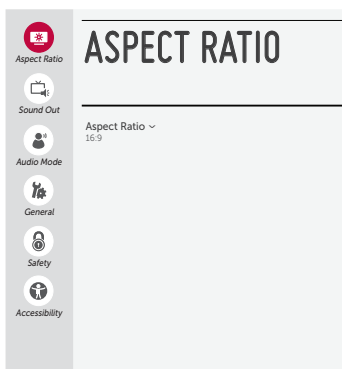 Aspect Ratio
Sound Out
Audio Mode
General
Safety
Accessibility
ASPECT RATIO
Aspect Ratio
16:9